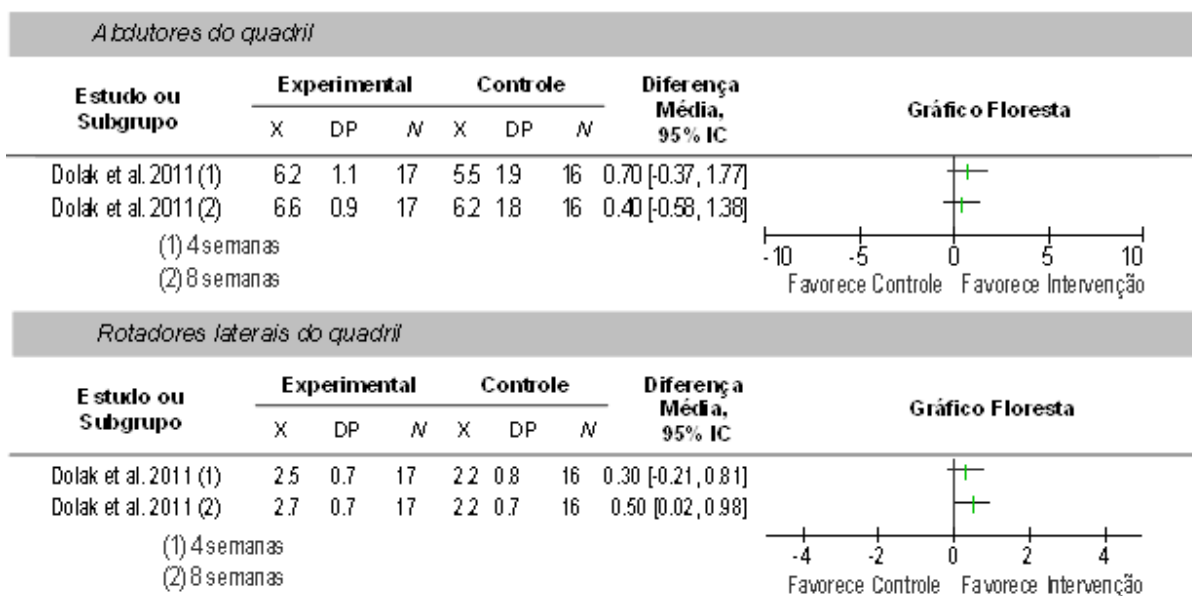 Abdutores do quadril
Estudo ou Subgrupo Experimental Controle Diferença Média, 95% IC Gráfico Floresta
X DP N X DP N
Dolak et al. 2011 (1) 6.2 1.1 17 5.5 1.9 16 0.70 [-0.37, 1.77]
Dolak et al. 2011 (2) 6.6 0.9 17 6.2 1.8 16 0.40 [-0.58, 1.38]
(1) 4 semanas
(2) 8 semanas
-10 -5 0 5 10
Favorece Controle Favorece Intervenção
Rotadores laterais do quadril
Estudo ou Subgrupo Experimental Controle Diferença Média, 95% IC Gráfico Floresta
X DP N X DP N
Dolak et al. 2011 (1) 2.5 0.7 17 2.2 0.8 16 0.30 [-0.21, 0.81]
Dolak et al. 2011 (2) 2.7 0.7 17 2.2 0.7 16 0.50 [0.02, 0.98]
(1) 4 semanas
(2) 8 semanas
-4 -2 0 2 4
Favorece Controle Favorece Intervenção